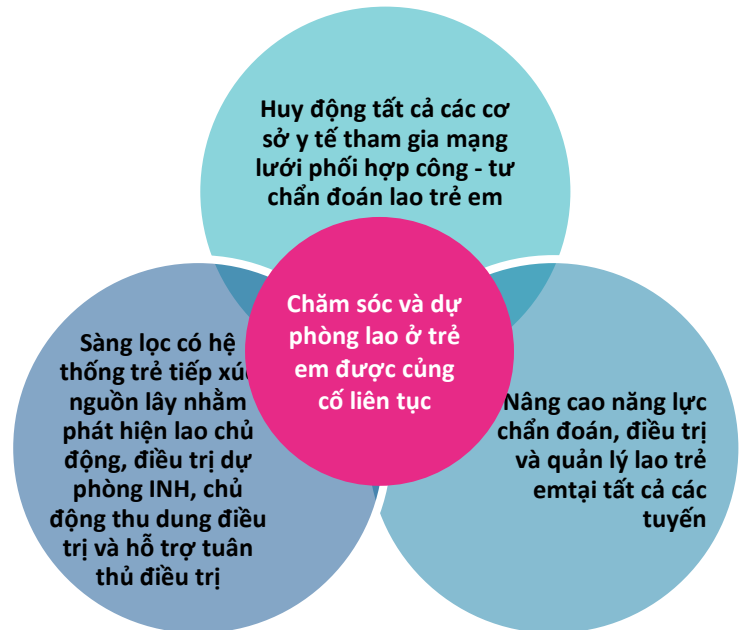 Huy động tất cả các cơ
sở y tế tham gia mạng
lưới phối hợp công - tư
chẩn đoán lao trẻ em
Chăm sóc và dự
phòng lao ở trẻ
em được củng
cố liên tục
Sàng lọc có hệ
thống trẻ tiếp xúc
nguồn lây nhằm
phát hiện lao chủ
động, điều trị dự
phòng INH, chủ
động thu dung điều
trị và hỗ trợ tuân
thủ điều trị
Nâng cao năng lực
chẩn đoán, điều trị
và quản lý lao trẻ
emtại tất cả các
tuyến